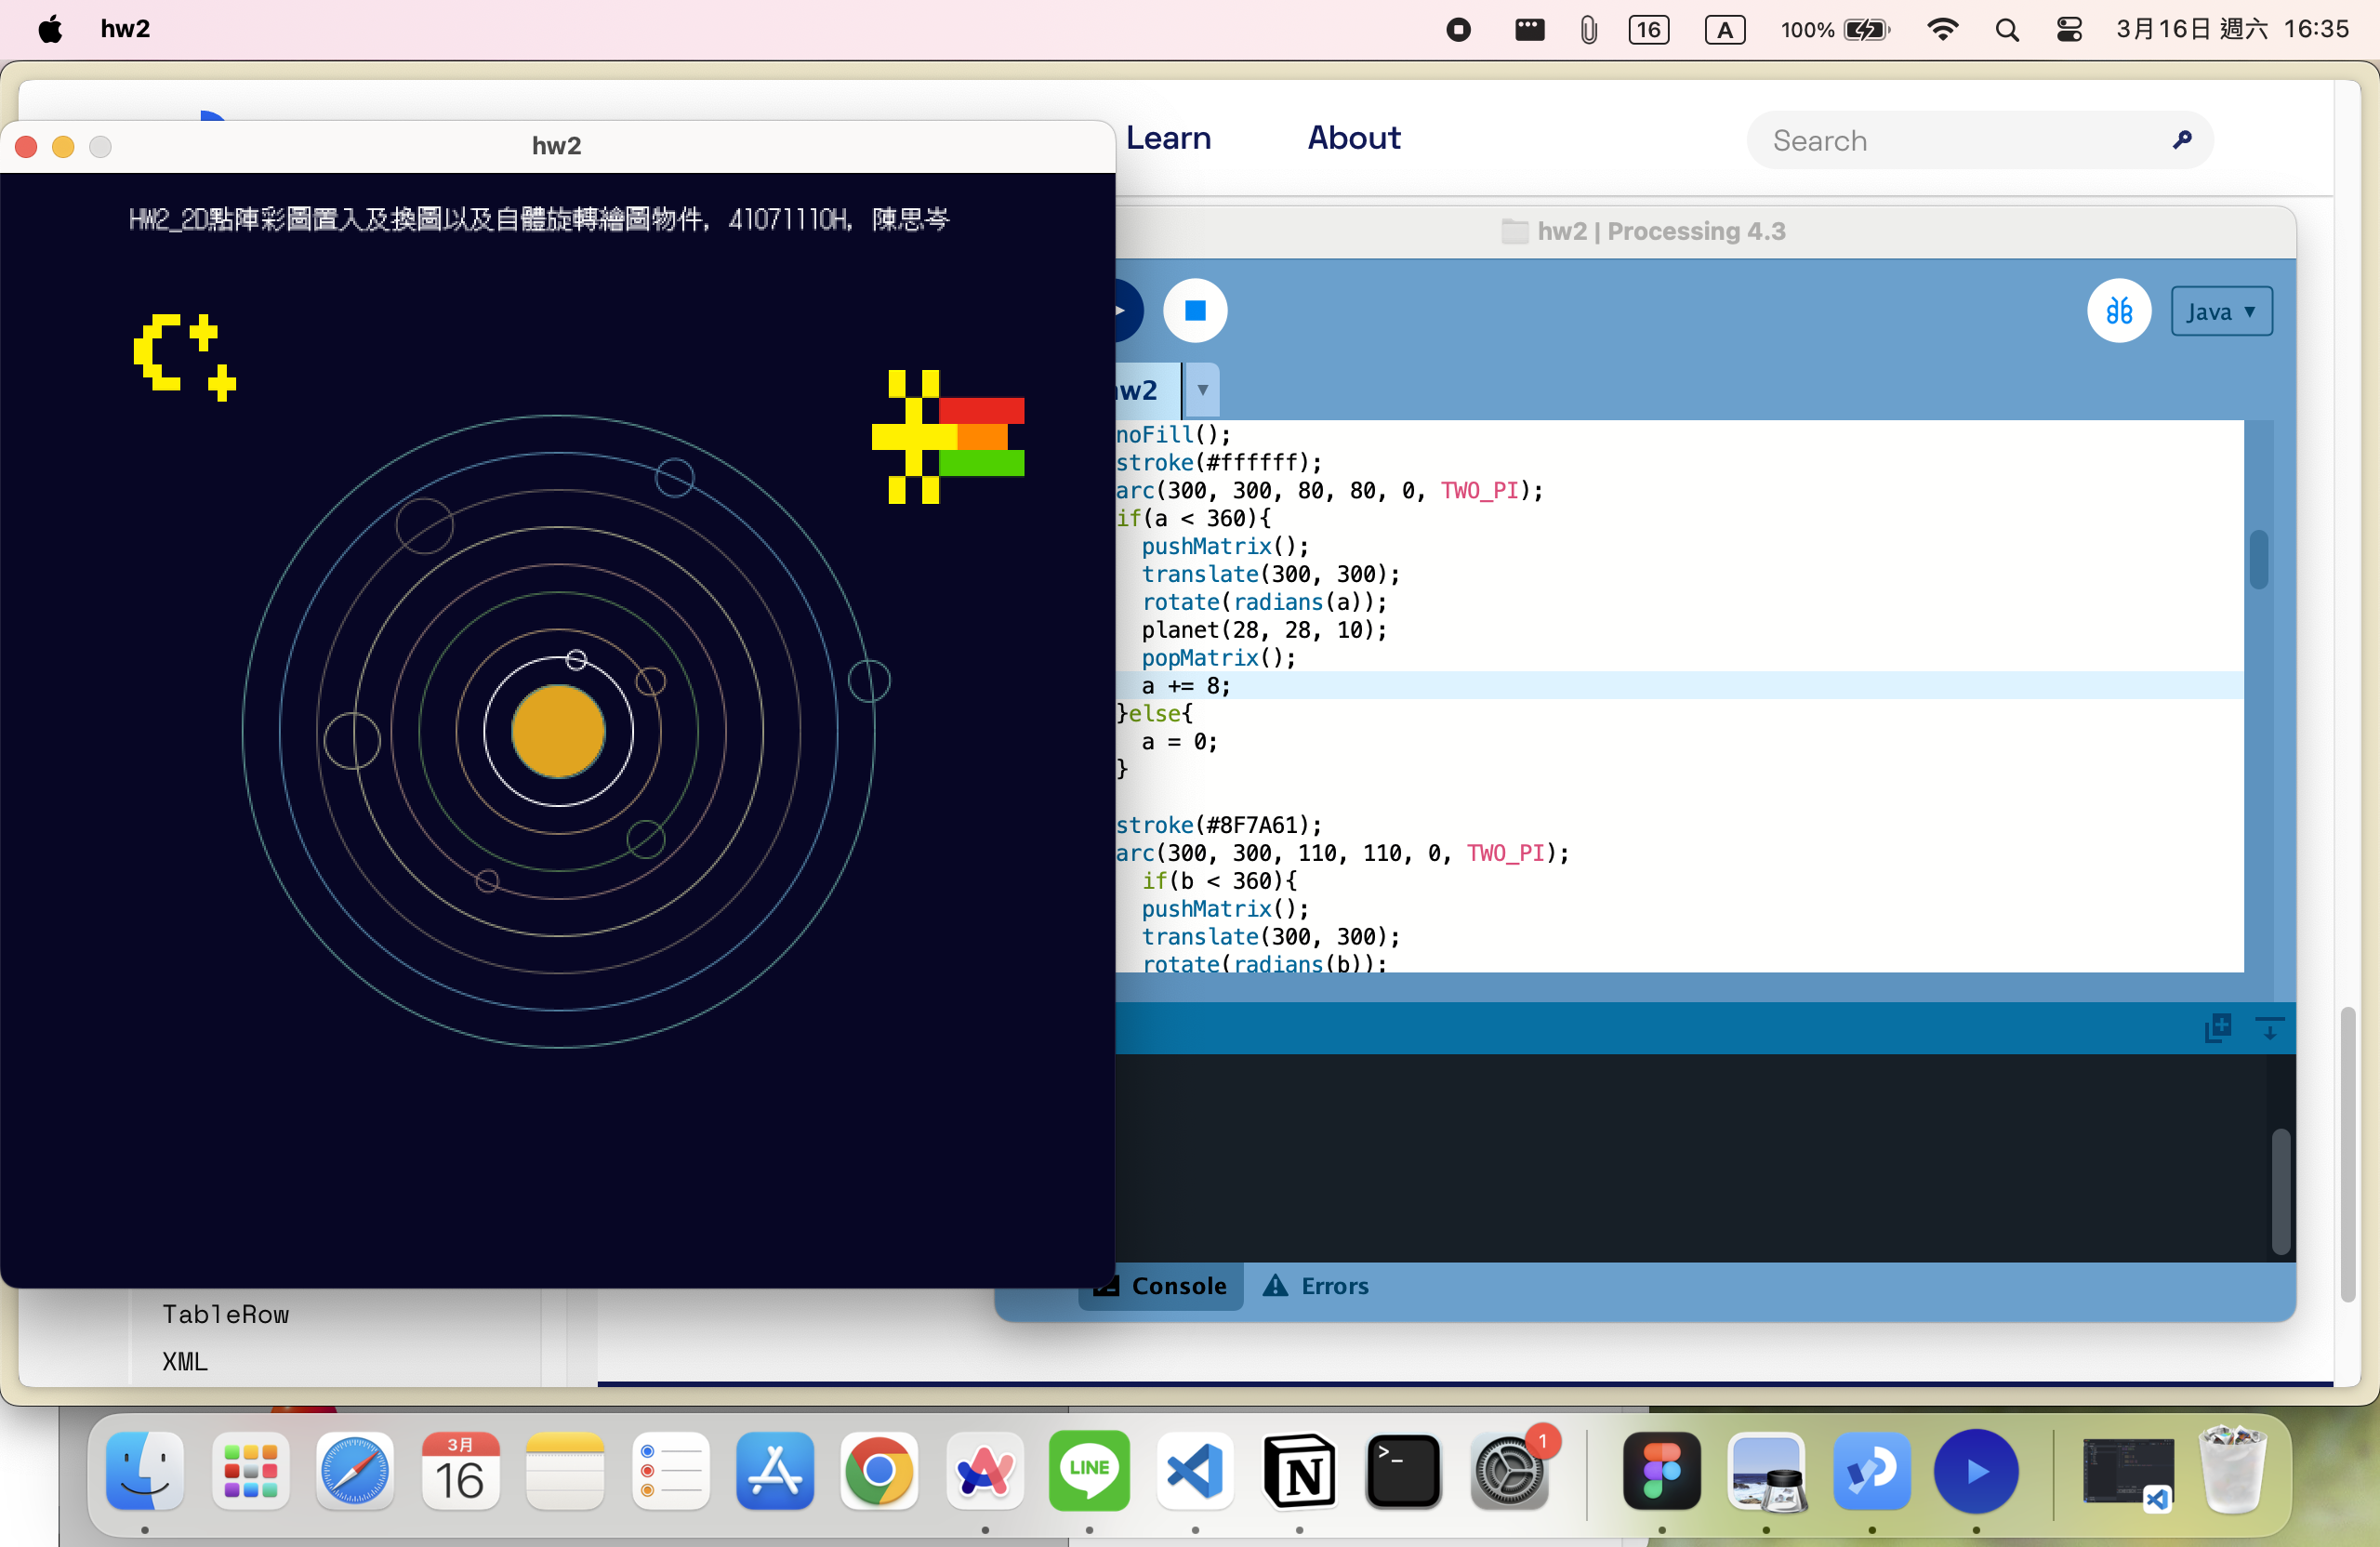 hw2
16
A
100%
3月16日 週六 16:35
Learn
About
Search
hw2
HW2_2D點陣彩圖置入及換圖以及自體旋轉繪圖物件, 41071110H, 陳思岑
hw2 | Processing 4.3
Java ▼
hw2
noFill();
stroke(#ffffff);
arc(300, 300, 80, 80, 0, TWO_PI);
if(a < 360){
pushMatrix();
translate(300, 300);
rotate(radians(a));
planet(28, 28, 10);
popMatrix();
a += 8;
}else{
a = 0;
}
stroke(#8F7A61);
arc(300, 300, 110, 110, 0, TWO_PI);
if(b < 360){
pushMatrix();
translate(300, 300);
rotate(radians(b));
Console
Errors
TableRow
XML
3月
16
LINE
1